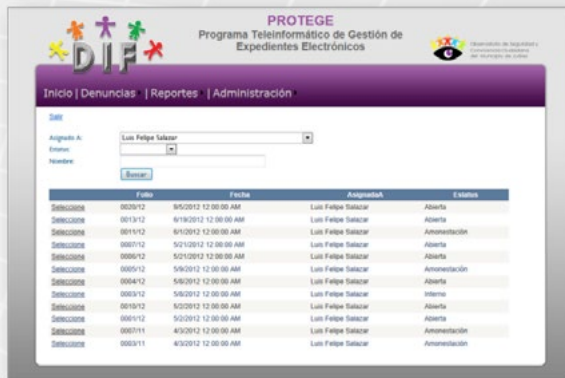 PROTEGE
Programa Teleinformático de Gestión de
Expedientes Electrónicos
DIF
Observatorio de Seguridad y
Convivencia Ciudadana
del Municipio de Juárez
Inicio | Denuncias | Reportes | Administración
Salir
Asignado A: Luis Felipe Salazar
Estatus:
Nombre:
Buscar
Folio Fecha AsignadaA Estatus
Seleccione 0020/12 9/5/2012 12:00:00 AM Luis Felipe Salazar Abierta
Seleccione 0013/12 6/19/2012 12:00:00 AM Luis Felipe Salazar Abierta
Seleccione 0011/12 6/1/2012 12:00:00 AM Luis Felipe Salazar Amonestación
Seleccione 0007/12 5/21/2012 12:00:00 AM Luis Felipe Salazar Abierta
Seleccione 0006/12 5/21/2012 12:00:00 AM Luis Felipe Salazar Abierta
Seleccione 0005/12 5/9/2012 12:00:00 AM Luis Felipe Salazar Amonestación
Seleccione 0004/12 5/8/2012 12:00:00 AM Luis Felipe Salazar Abierta
Seleccione 0003/12 5/8/2012 12:00:00 AM Luis Felipe Salazar Interno
Seleccione 0010/12 5/2/2012 12:00:00 AM Luis Felipe Salazar Abierta
Seleccione 0001/12 5/2/2012 12:00:00 AM Luis Felipe Salazar Abierta
Seleccione 0007/11 4/3/2012 12:00:00 AM Luis Felipe Salazar Amonestación
Seleccione 0003/11 4/3/2012 12:00:00 AM Luis Felipe Salazar Amonestación